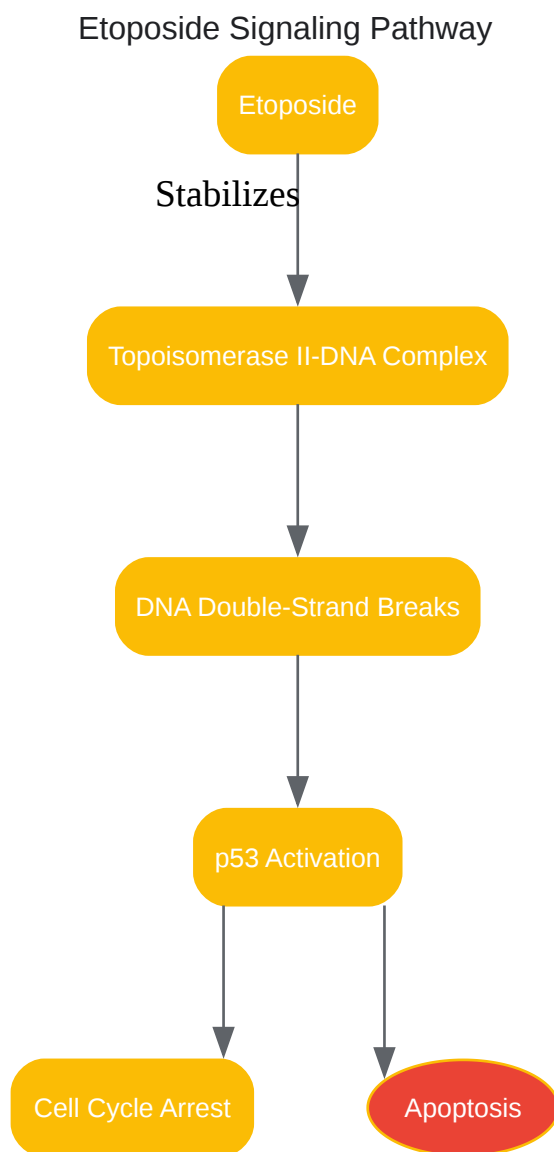 Etoposide Signaling Pathway
Etoposide
Stabilizes
Topoisomerase II-DNA Complex
DNA Double-Strand Breaks
p53 Activation
Cell Cycle Arrest
Apoptosis